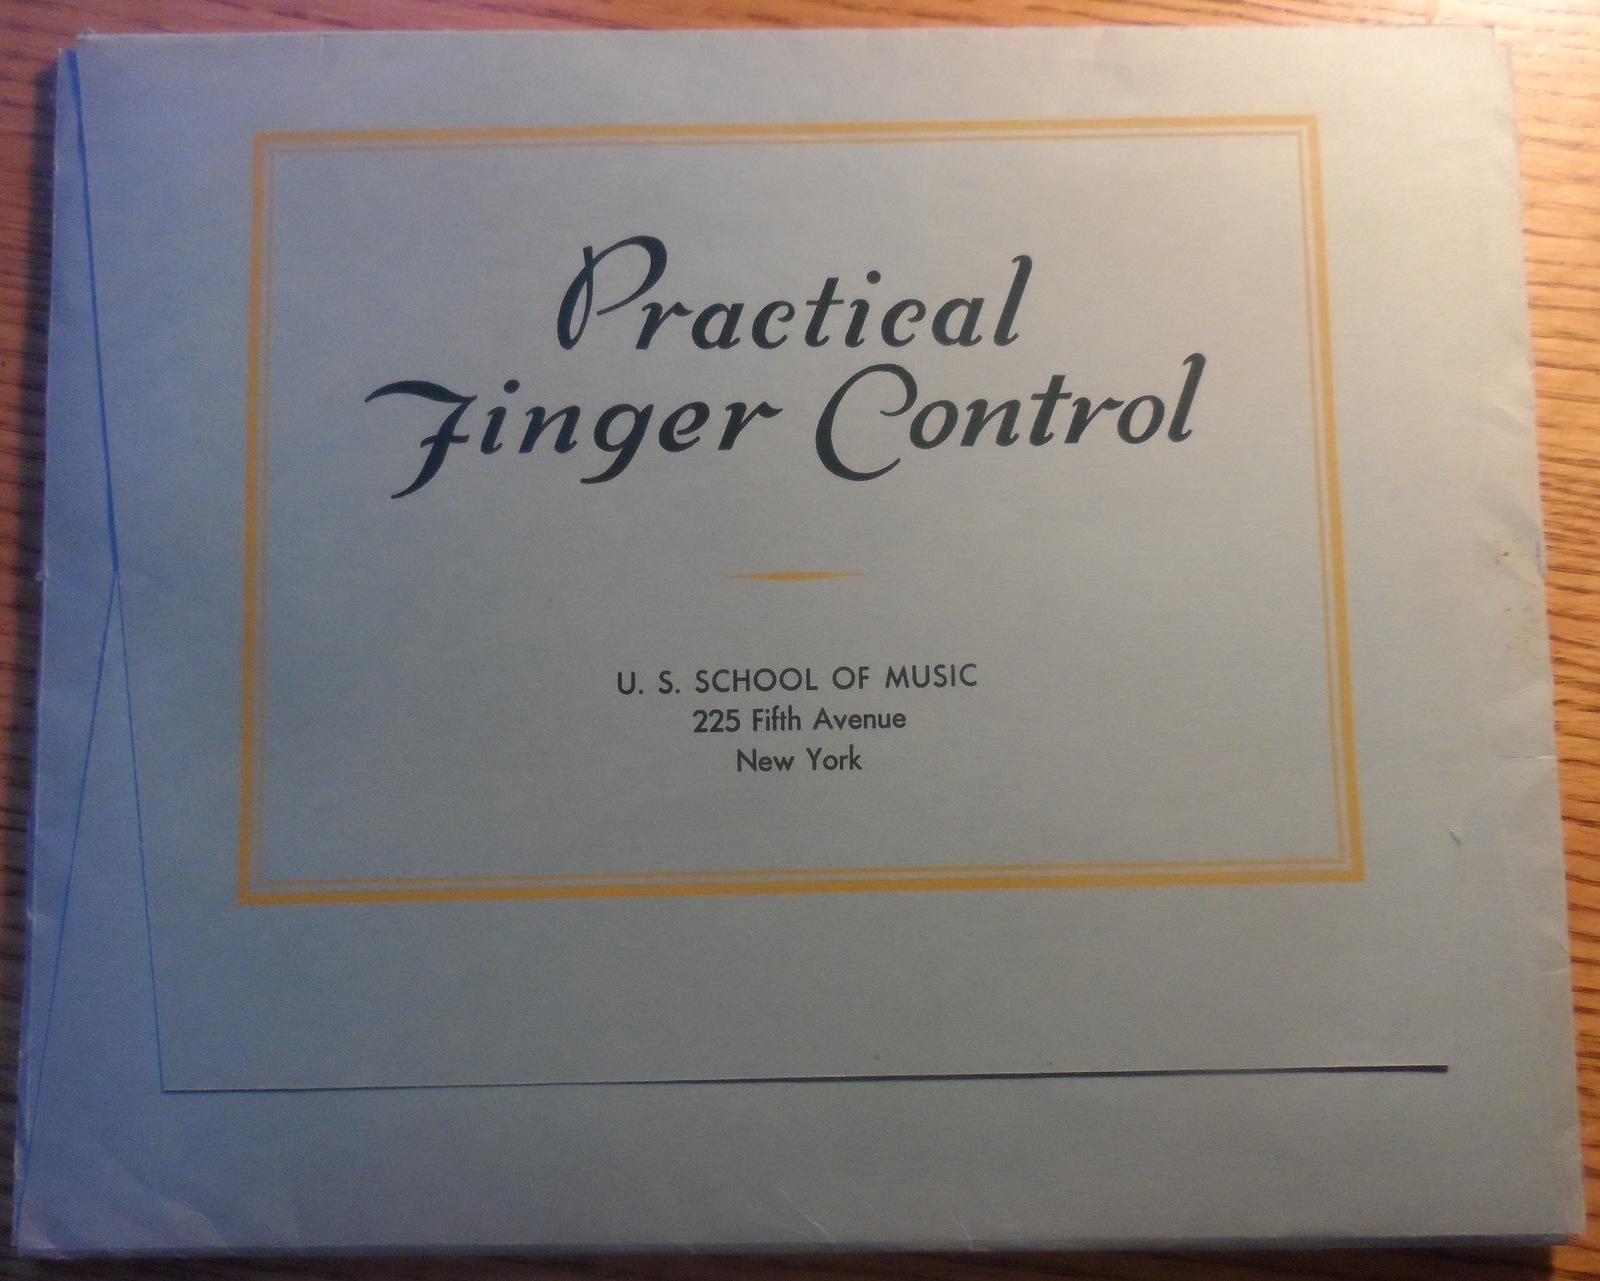 Practical
Finger Control
U. S. SCHOOL OF MUSIC
225 Fifth Avenue
New York